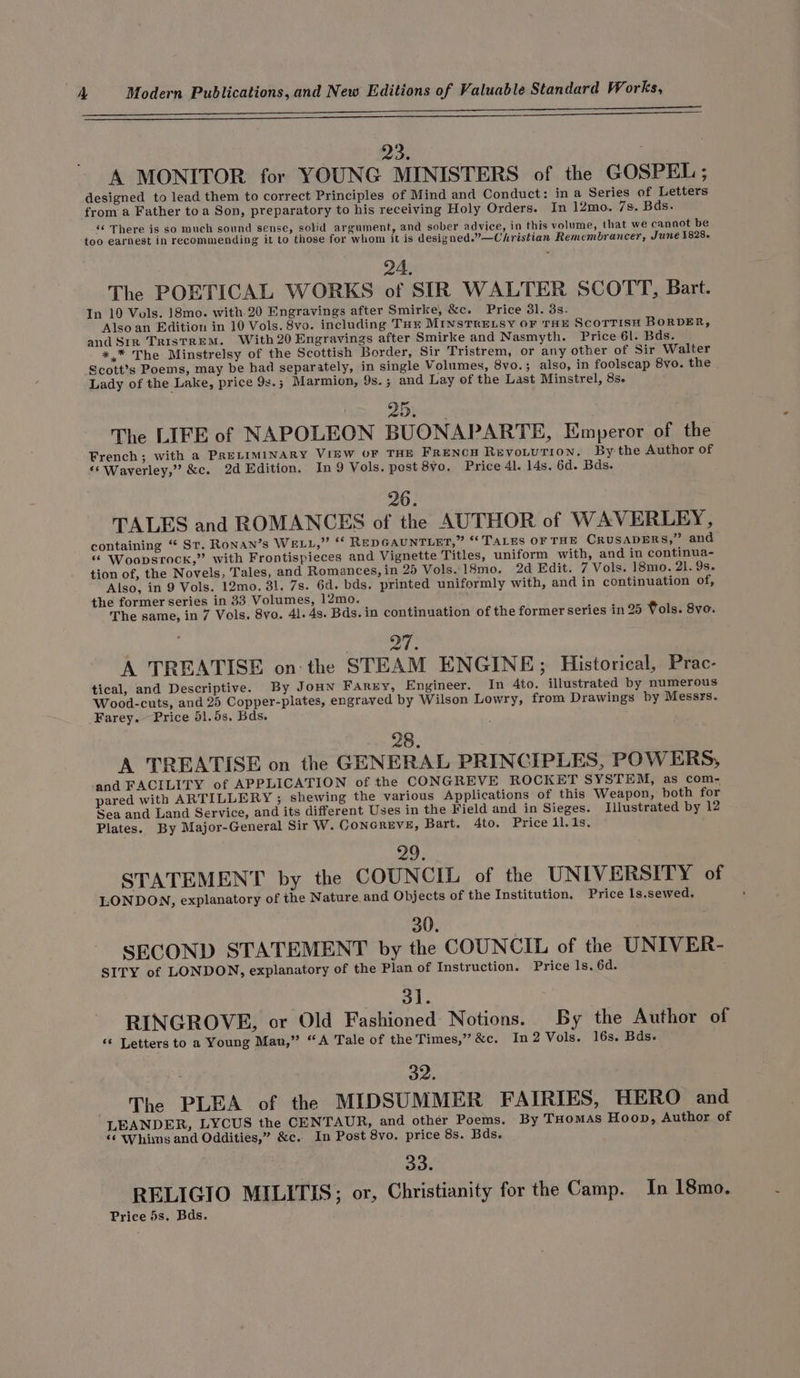 4 Modern Publications, and New Editions of Valuable Standard Works,
23.
A MONITOR for YOUNG MINISTERS of the GOSPEL;
designed to lead them to correct Principles of Mind and Conduct: in a Series of Letters
from a Father to a Son, preparatory to his receiving Holy Orders. In 12mo. 7s. Bds.
“There is so much sound sense, solid argument, and sober advice, in this volume, that we cannot be
too earnest in recommending it to those for whom it is designed.”—Christian Remembrancer, June 1828.
24.
The POETICAL WORKS of SIR WALTER SCOTT, Bart.
In 10 Vols. 18mo. with 20 Engravings after Smirke, &c. Price 3l. 3s.
Also an Edition in 10 Vols. 8vo. including THE MINSTRELSY OF THE SCOTTISH BORDER,
and SIR TRISTREM. With 20 Engravings after Smirke and Nasmyth. Price 6l. Bds.
*** The Minstrelsy of the Scottish Border, Sir Tristrem, or any other of Sir Walter
Scott's Poems, may be had separately, in single Volumes, 8vo.; also, in foolscap 8vo. the
Lady of the Lake, price 9s.; Marmion, 9s.; and Lay of the Last Minstrel, 8s.
25.
The LIFE of NAPOLEON BUONAPARTE, Emperor of the
French; with a PRELIMINARY VIEW OF THE FRENCH REVOLUTION. By the Author of
“Waverley,” &c. 2d Edition. In 9 Vols. post 8vo. Price 4l. 14s. 6d. Bds.
26.
TALES and ROMANCES of the AUTHOR of WAVERLEY,
containing “ST. RONAN'S WELL,” “REDGAUNTLET,” “TALES OF THE CRUSADERS,” and
“WOODSTOCK,” with Frontispieces and Vignette Titles, uniform with, and in continua-
tion of, the Novels, Tales, and Romances, in 25 Vols. 18mo. 2d Edit. 7 Vols. 18mo. 2l. 9s.
Also, in 9 Vols. 12mo. 3l. 7s. 6d. bds. printed uniformly with, and in continuation of,
the former series in 33 Volumes, 12mo.
The same, in 7 Vols. 8vo. 4l. 4s. Bds. in continuation of the former series in 25 Vols. 8vo.
27.
A TREATISE on the STEAM ENGINE; Historical, Prac-
tical, and Descriptive. By JOHN FAREY, Engineer. In 4to. illustrated by numerous
Wood-cuts, and 25 Copper-plates, engraved by Wilson Lowry, from Drawings by Messrs.
Farey. Price 5l. 5s. Bds.
28.
A TREATISE on the GENERAL PRINCIPLES, POWERS,
and FACILITY of APPLICATION of the CONGREVE ROCKET SYSTEM, as com-
pared with ARTILLERY; shewing the various Applications of this Weapon, both for
Sea and Land Service, and its different Uses in the Field and in Sieges. Illustrated by 12
Plates. By Major-General Sir W. CONGREVE, Bart. 4to. Price 1l. 1s.
29.
STATEMENT by the COUNCIL of the UNIVERSITY of
LONDON, explanatory of the Nature and Objects of the Institution. Price 1s. sewed.
30.
SECOND STATEMENT by the COUNCIL of the UNIVER-
SITY of LONDON, explanatory of the Plan of Instruction. Price 1s. 6d.
31.
RINGROVE, or Old Fashioned Notions. By the Author of
“Letters to a Young Man,” “A Tale of the Times,” &c. In 2 Vols. 16s. Bds.
32.
The PLEA of the MIDSUMMER FAIRIES, HERO and
LEANDER, LYCUS the CENTAUR, and other Poems. By THOMAS HOOD, Author of
“Whims and Oddities,” &c. In Post 8vo. price 8s. Bds.
33.
RELIGIO MILITIS; or, Christianity for the Camp. In 18mo.
Price 5s. Bds.